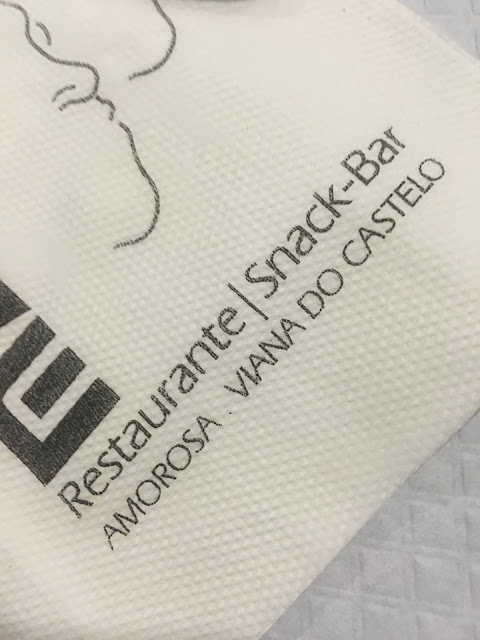 E
Restaurante|Snack-Bar
AMOROSA . VIANA DO CASTELO